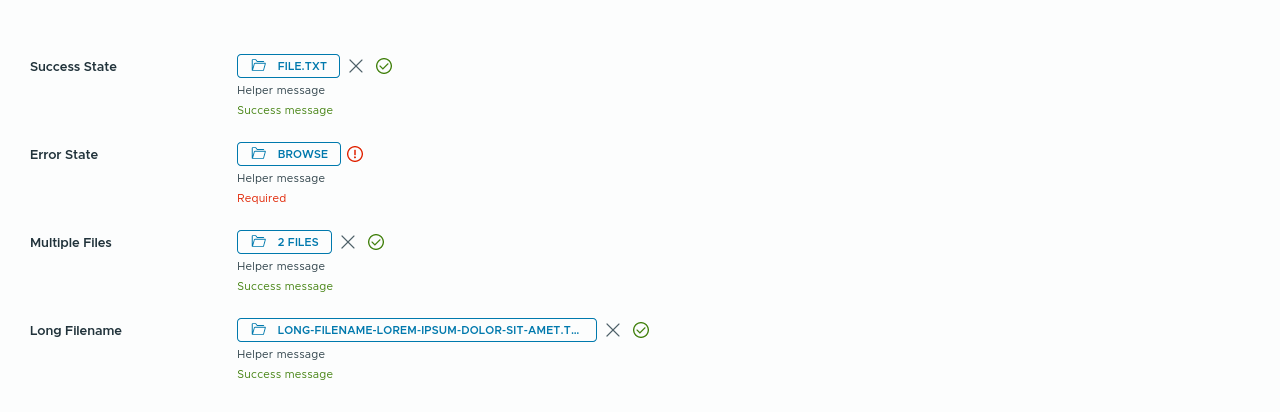 Success State FILE.TXT
Helper message
Success message
Error State BROWSE
Helper message
Required
Multiple Files 2 FILES
Helper message
Success message
Long Filename LONG-FILENAME-LOREM-IPSUM-DOLOR-SIT-AMET.T...
Helper message
Success message